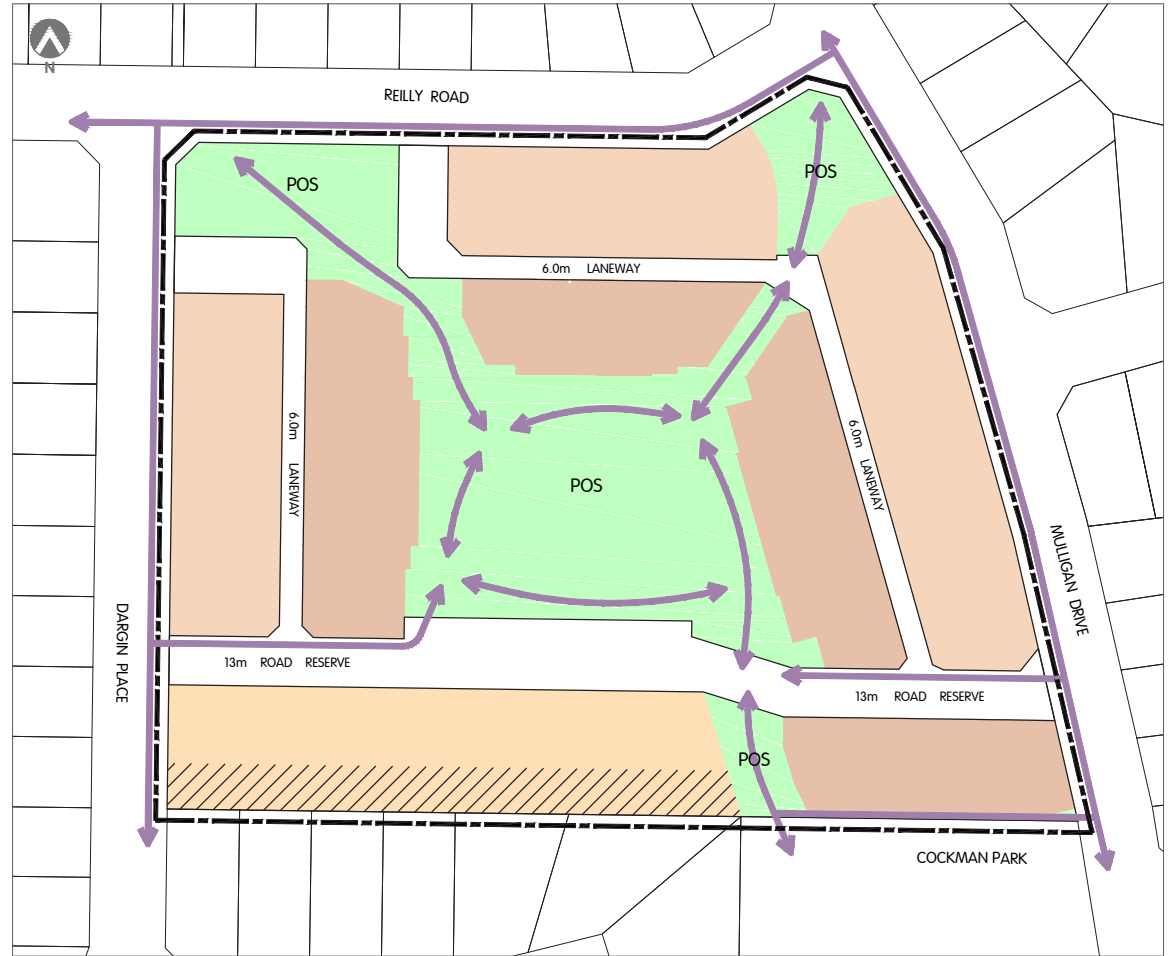 N
REILLY ROAD
POS
POS
6.0m LANEWAY
6.0m LANEWAY
6.0m LANEWAY
POS
MULLIGAN DRIVE
DARGIN PLACE
13m ROAD RESERVE
13m ROAD RESERVE
POS
COCKMAN PARK